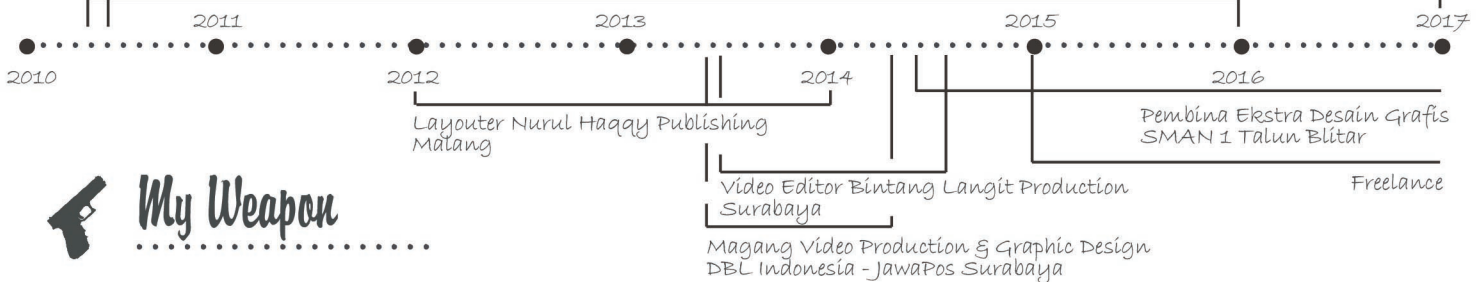 2011
2013
2015
2017
2010
2012
2014
2016
Layouter Nurul Haqqy Publishing
Malang
Pembina Ekstra Desain Grafis
SMAN 1 Talun Blitar
Video Editor Bintang Langit Production
Surabaya
Freelance
My Weapon
Magang Video Production & Graphic Design
DBL Indonesia - JawaPos Surabaya